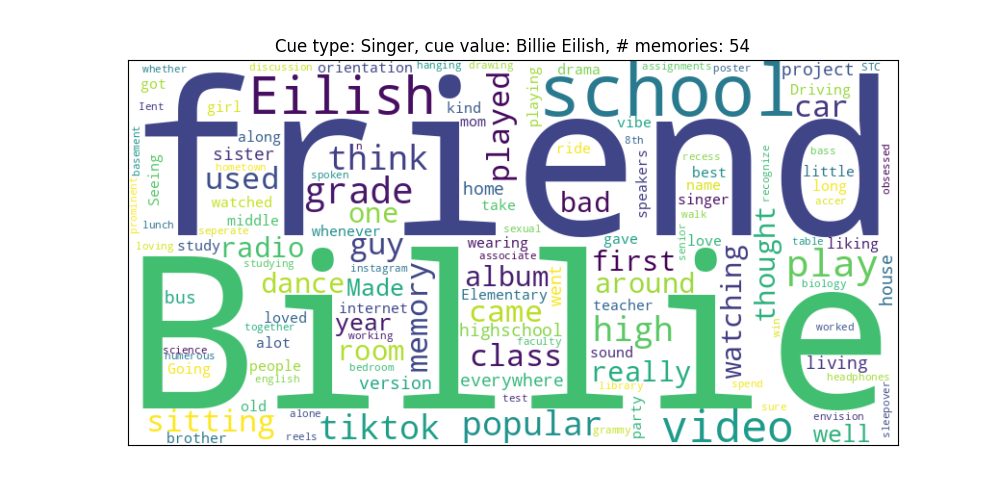 Cue type: Singer, cue value: Billie Eilish, # memories: 54
whether
discussion
orientation
hanging
drawing
drama
assignments
poster
project
STC
got
Eilish
played
playing
school
Driving
Ient
girl
kind
mom
car
friend
basement
along
vibe
8th
sister
think
n
ride
speakers
recess
bass
recognize
obsessed
Seeing
hometown
used
spoken
grade
home
best
little
prominent
watched
take
bad
name
long
one
singer
accer
lunch
middle
whenever
sexual
gave
walk
seperate
senior
loving
study
radio
guy
wearing
love
thought
table
liking
associate
first
studying
instagram
memory
album
went
around
watching
play
house
Billie
dance
Made
Elementary
biology
bus
internet
came
teacher
loved
year
high
win
together
highschool
worked
alot
working
faculty
science
numerous
room
class
sound
living
Going
people
bedroom
really
headphones
english
version
everywhere
library
spend
test
old
sure
sitting
alone
tiktok
popular
party
video
envision
sleepover
grammy
well
brother
reels